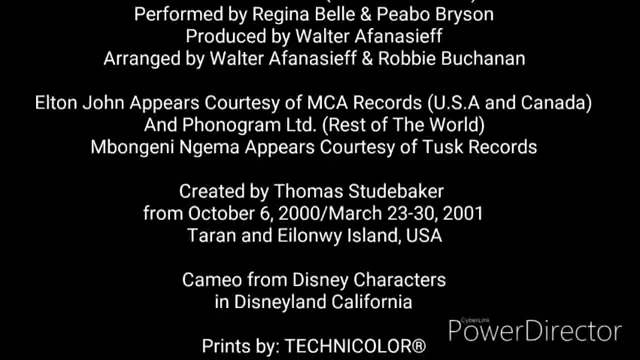 Performed by Regina Belle & Peabo Bryson
Produced by Walter Afanasieff
Arranged by Walter Afanasieff & Robbie Buchanan
Elton John Appears Courtesy of MCA Records (U.S.A and Canada)
And Phonogram Ltd. (Rest of The World)
Mbongeni Ngema Appears Courtesy of Tusk Records
Created by Thomas Studebaker
from October 6, 2000/March 23-30, 2001
Taran and Eilonwy Island, USA
Cameo from Disney Characters
in Disneyland California
CyberLink
PowerDirector
Prints by: TECHNICOLOR®